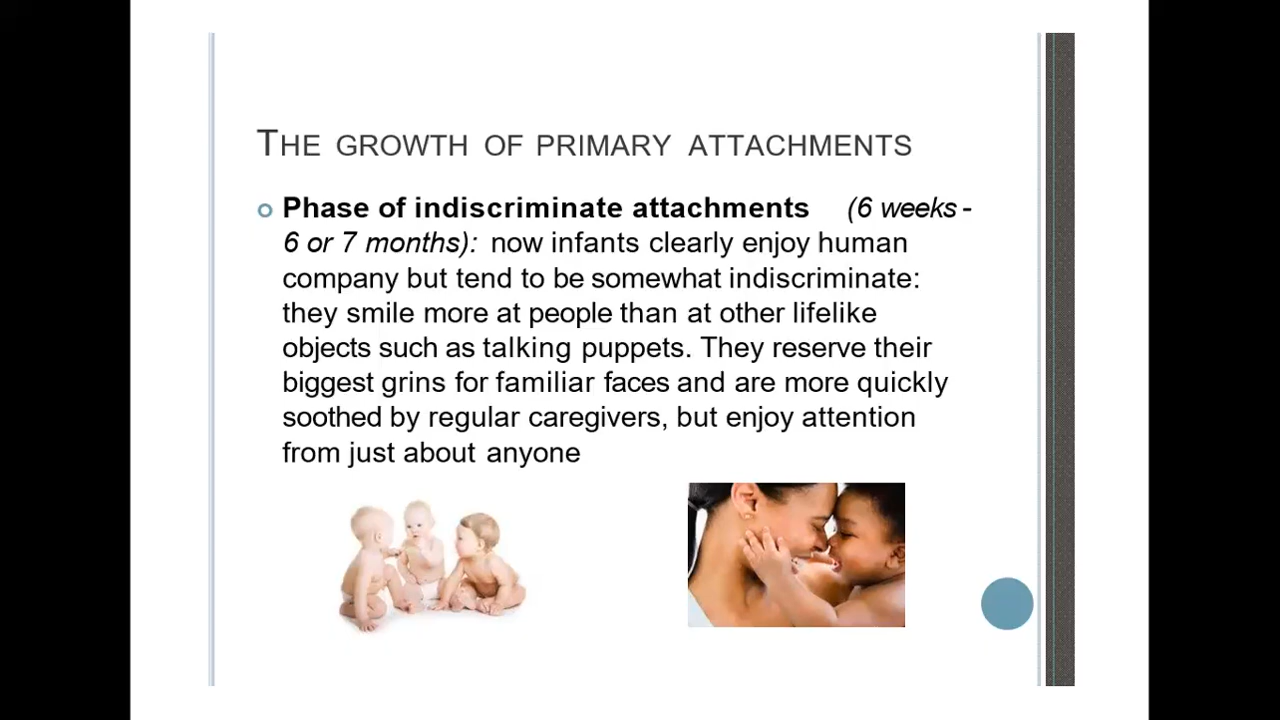 THE GROWTH OF PRIMARY ATTACHMENTS
Phase of indiscriminate attachments (6 weeks -
6 or 7 months): now infants clearly enjoy human
company but tend to be somewhat indiscriminate:
they smile more at people than at other lifelike
objects such as talking puppets. They reserve their
biggest grins for familiar faces and are more quickly
soothed by regular caregivers, but enjoy attention
from just about anyone